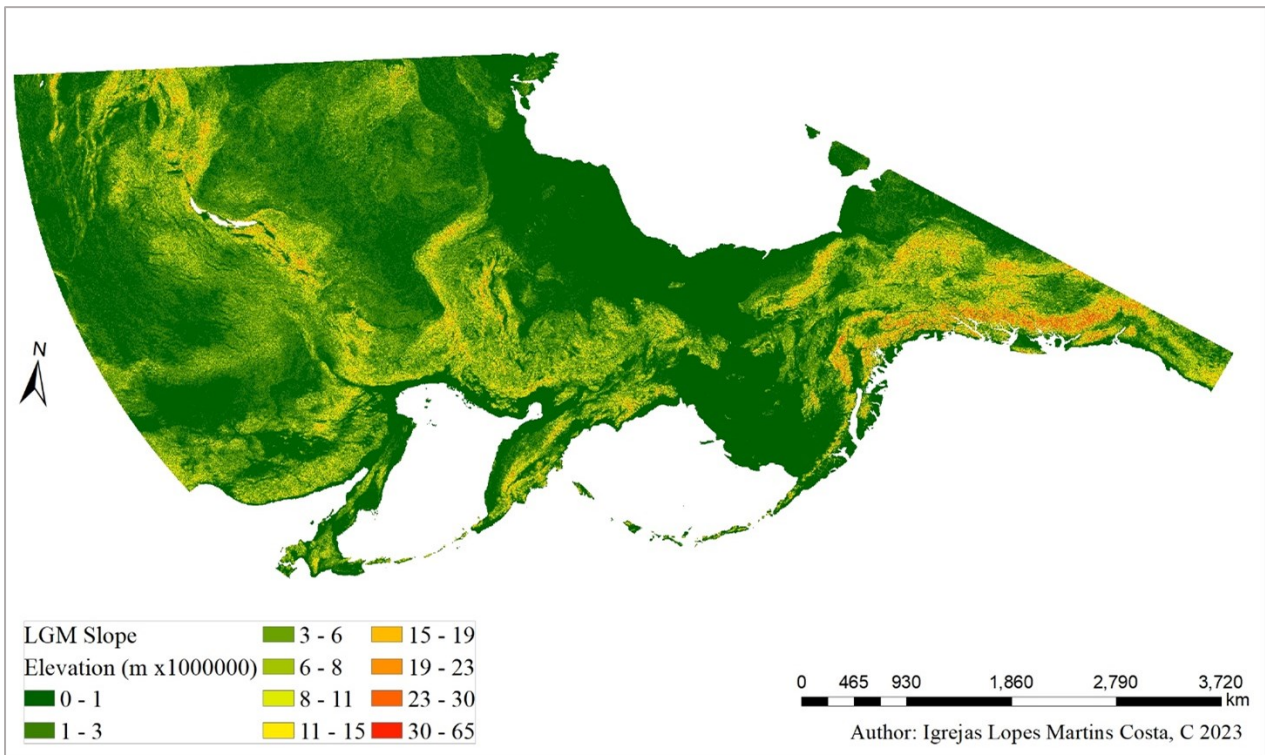 N
LGM Slope
Elevation (m x1000000)
0 - 1
1 - 3
3 - 6
6 - 8
8 - 11
11 - 15
15 - 19
19 - 23
23 - 30
30 - 65
0 465 930 1,860 2,790 3,720
km
Author: Igrejas Lopes Martins Costa, C 2023